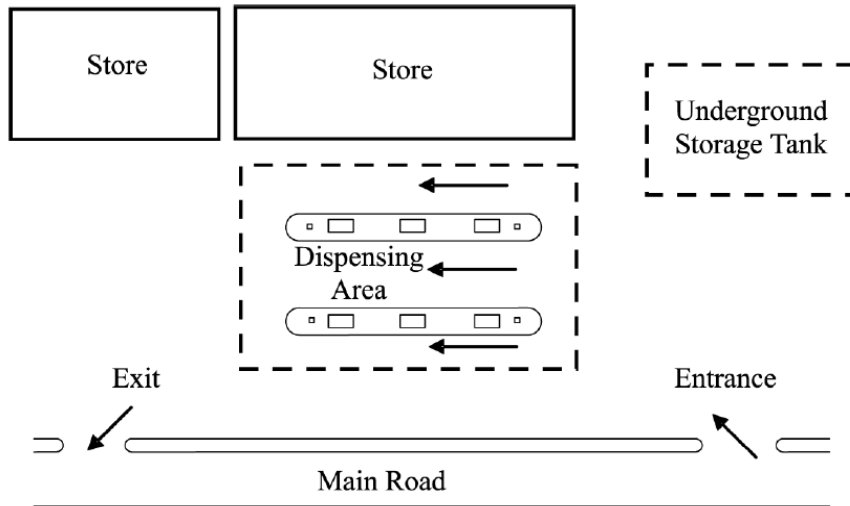 Store
Store
Underground
Storage Tank
Dispensing
Area
Exit
Entrance
Main Road